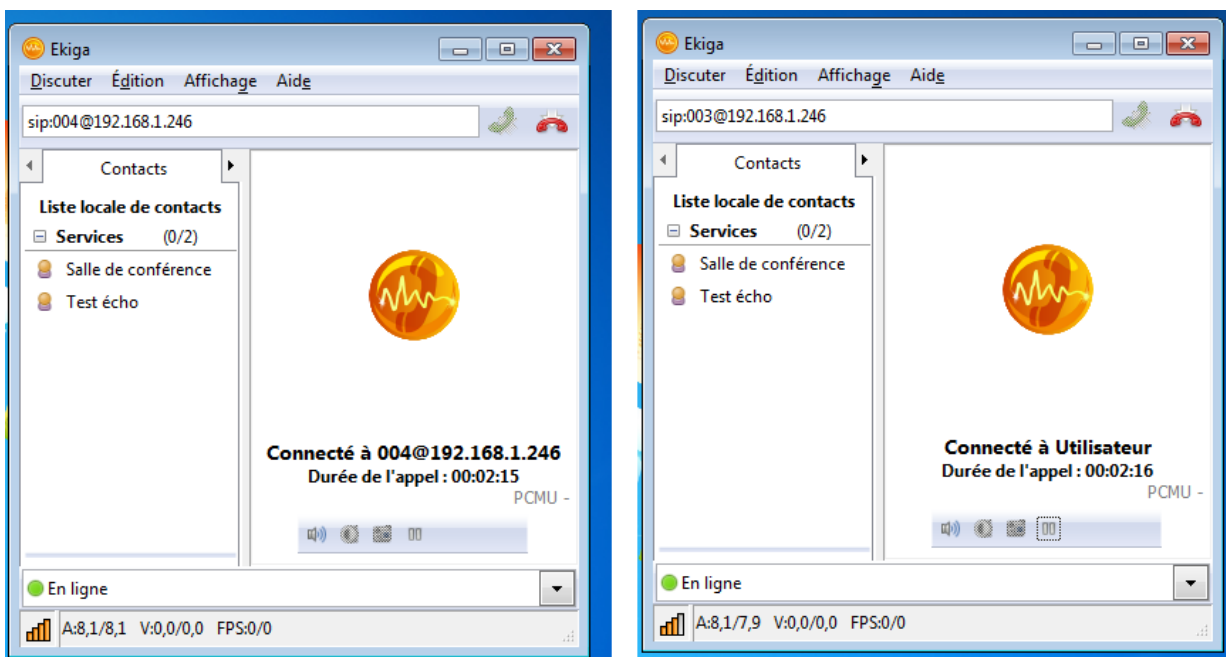 Ekiga
Discuter Édition Affichage Aide
sip:004@192.168.1.246
Contacts
Liste locale de contacts
Services (0/2)
Salle de conférence
Test écho
Connecté à 004@192.168.1.246
Durée de l'appel : 00:02:15
PCMU -
En ligne
A:8,1/8,1 V:0,0/0,0 FPS:0/0
Ekiga
Discuter Édition Affichage Aide
sip:003@192.168.1.246
Contacts
Liste locale de contacts
Services (0/2)
Salle de conférence
Test écho
Connecté à Utilisateur
Durée de l'appel : 00:02:16
PCMU -
En ligne
A:8,1/7,9 V:0,0/0,0 FPS:0/0